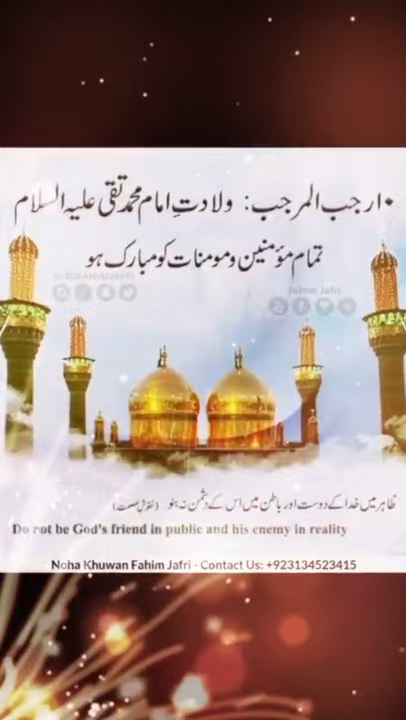 ۱۰ رجب المرجب: ولادتِ امام محمد تقی علیہ السلام
تمام مؤمنین و مومنات کو مبارک ہو
Fahim Jafri
ظاہر میں خدا کے دوست اور باطن میں اس کے دشمن نہ بنو
Do not be God's friend in public and his enemy in reality
Noha Khuwan Fahim Jafri - Contact Us: +923134523415